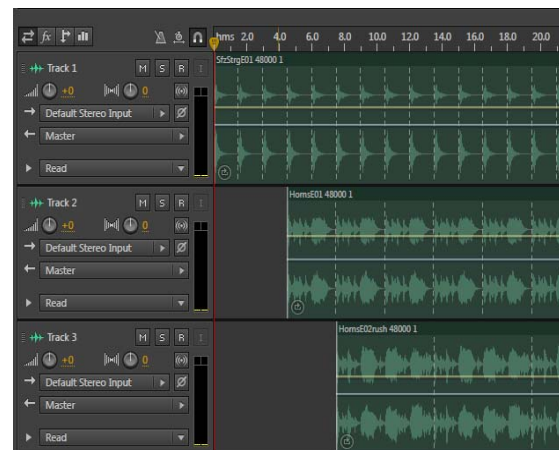 fx
hms 2.0 4.0 6.0 8.0 10.0 12.0 14.0 16.0 18.0 20.0
Track 1 M S R I
+0 0
Default Stereo Input
Master
Read
SfzStrgE01 48000 1
Track 2 M S R I
+0 0
Default Stereo Input
Master
Read
HornsE01 48000 1
Track 3 M S R I
+0 0
Default Stereo Input
Master
Read
HornsE02rush 48000 1